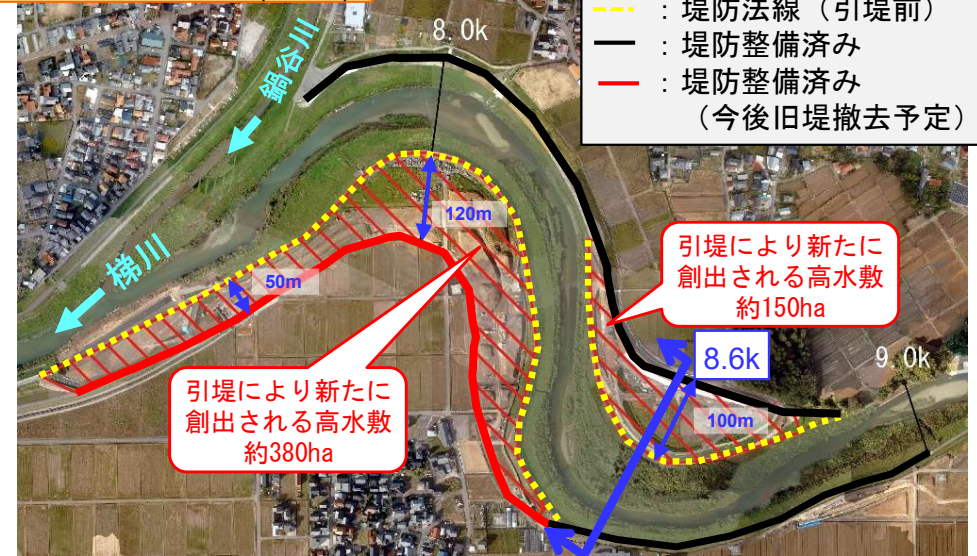 ：堤防法線（引堤前）
：堤防整備済み
：堤防整備済み
（今後旧堤撤去予定）
8.0k
鍋谷川
120m
梯川
50m
引堤により新たに
創出される高水敷
約150ha
8.6k
9.0k
引堤により新たに
創出される高水敷
約380ha
100m